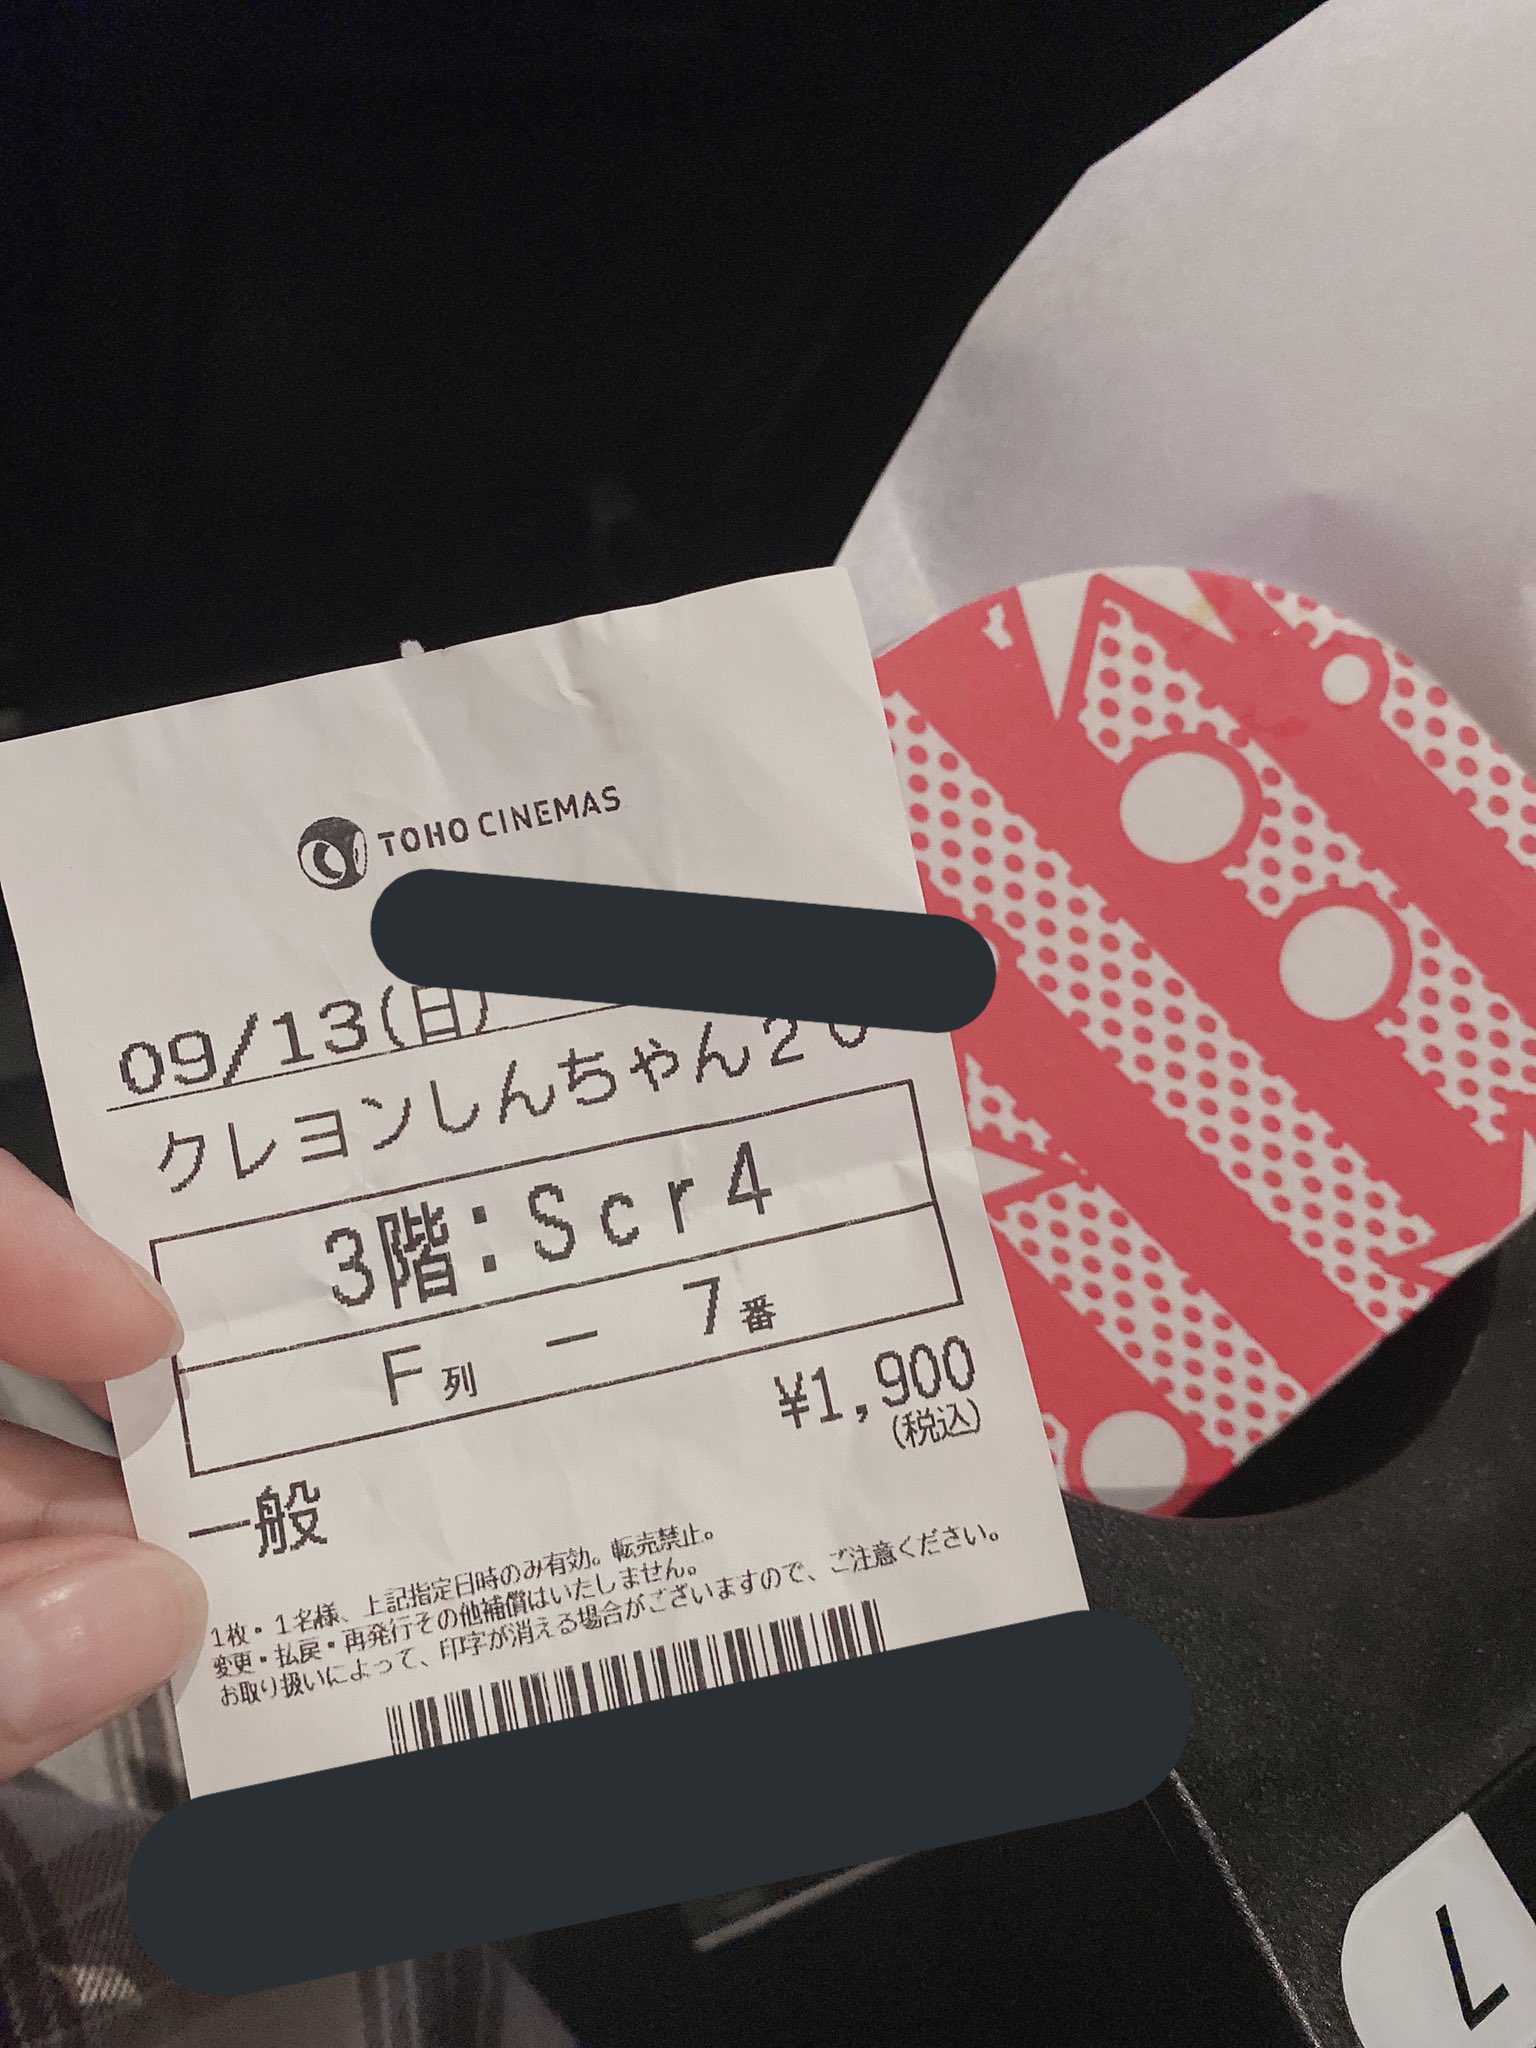 TOHO CINEMAS
09/13(日)
クレヨンしんちゃん20
3階:Scr4
F列 － 7番
¥1,900
(税込)
一般
1枚・1名様、上記指定日時のみ有効。転売禁止。
変更・払戻・再発行その他補償はいたしません。
お取り扱いによって、印字が消える場合がございますので、ご注意ください。
7